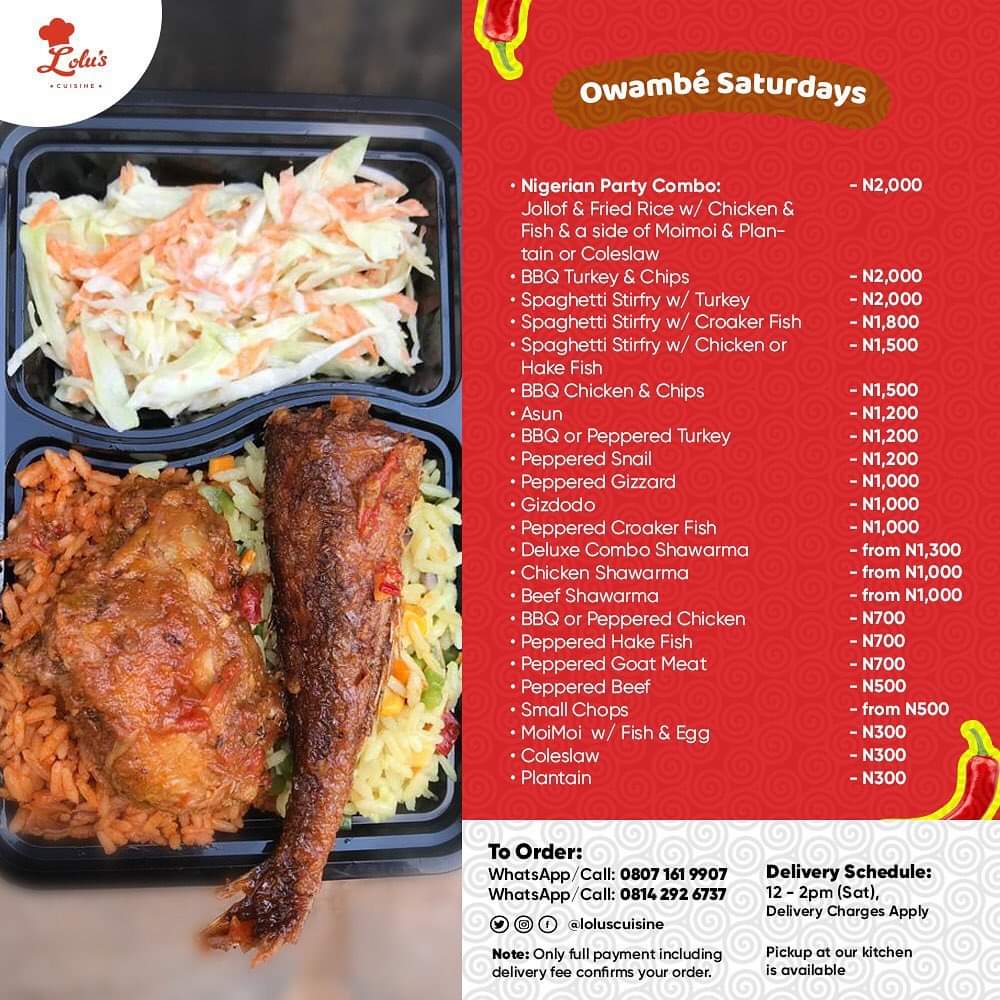 Lolu's
• CUISINE •
Owambé Saturdays
• Nigerian Party Combo: - N2,000
Jollof & Fried Rice w/ Chicken &
Fish & a side of Moimoi & Plan-
tain or Coleslaw
• BBQ Turkey & Chips - N2,000
• Spaghetti Stirfry w/ Turkey - N2,000
• Spaghetti Stirfry w/ Croaker Fish - N1,800
• Spaghetti Stirfry w/ Chicken or - N1,500
Hake Fish
• BBQ Chicken & Chips - N1,500
• Asun - N1,200
• BBQ or Peppered Turkey - N1,200
• Peppered Snail - N1,200
• Peppered Gizzard - N1,000
• Gizdodo - N1,000
• Peppered Croaker Fish - N1,000
• Deluxe Combo Shawarma - from N1,300
• Chicken Shawarma - from N1,000
• Beef Shawarma - from N1,000
• BBQ or Peppered Chicken - N700
• Peppered Hake Fish - N700
• Peppered Goat Meat - N700
• Peppered Beef - N500
• Small Chops - from N500
• MoiMoi w/ Fish & Egg - N300
• Coleslaw - N300
• Plantain - N300
To Order:
WhatsApp/Call: 0807 161 9907
WhatsApp/Call: 0814 292 6737
@loluscuisine
Note: Only full payment including
delivery fee confirms your order.
Delivery Schedule:
12 - 2pm (Sat),
Delivery Charges Apply
Pickup at our kitchen
is available